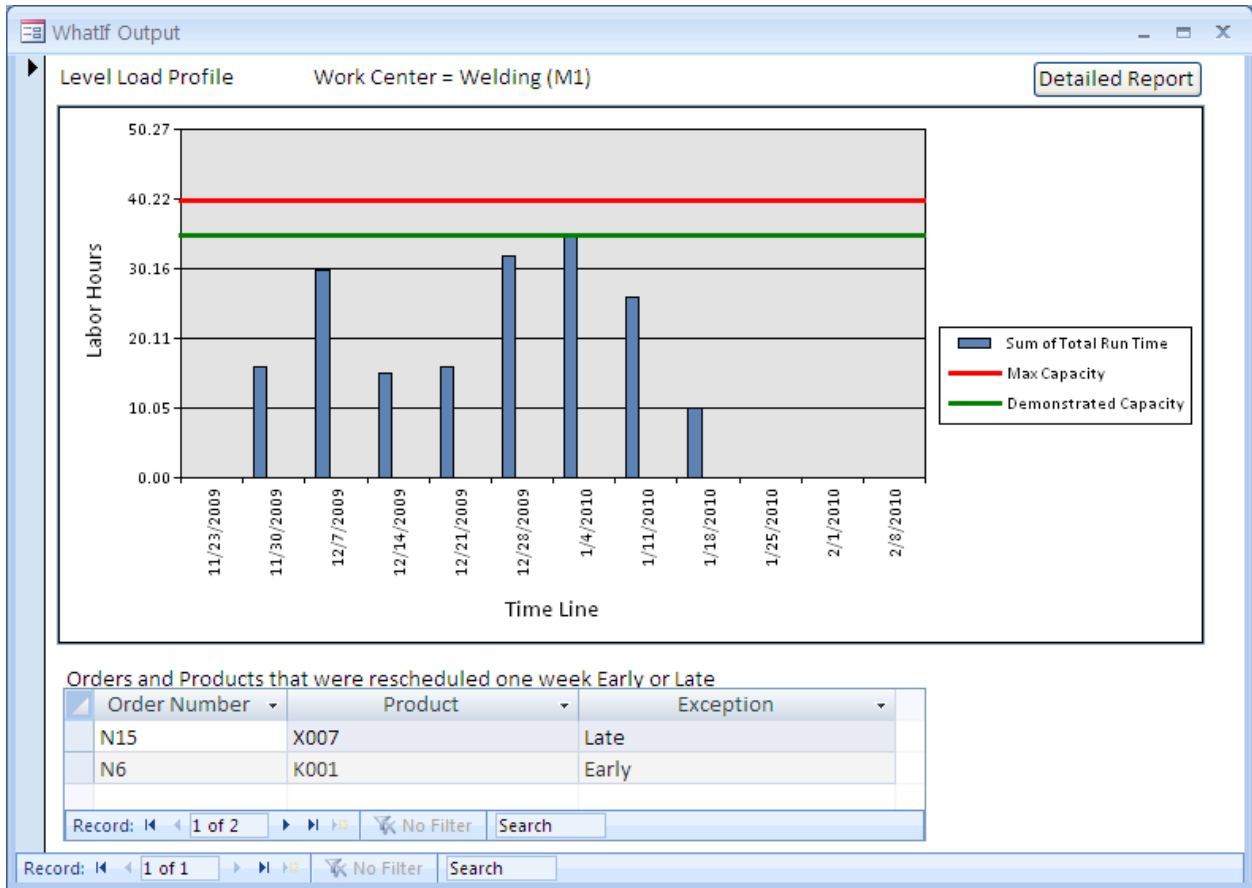 WhatIf Output
Level Load Profile
Work Center = Welding (M1)
Detailed Report
50.27
40.22
30.16
20.11
10.05
0.00
Labor Hours
11/23/2009
11/30/2009
12/7/2009
12/14/2009
12/21/2009
12/28/2009
1/4/2010
1/11/2010
1/18/2010
1/25/2010
2/1/2010
2/8/2010
Time Line
Sum of Total Run Time
Max Capacity
Demonstrated Capacity
Orders and Products that were rescheduled one week Early or Late
Order Number Product Exception
N15 X007 Late
N6 K001 Early
Record: 1 of 2 No Filter Search
Record: 1 of 1 No Filter Search